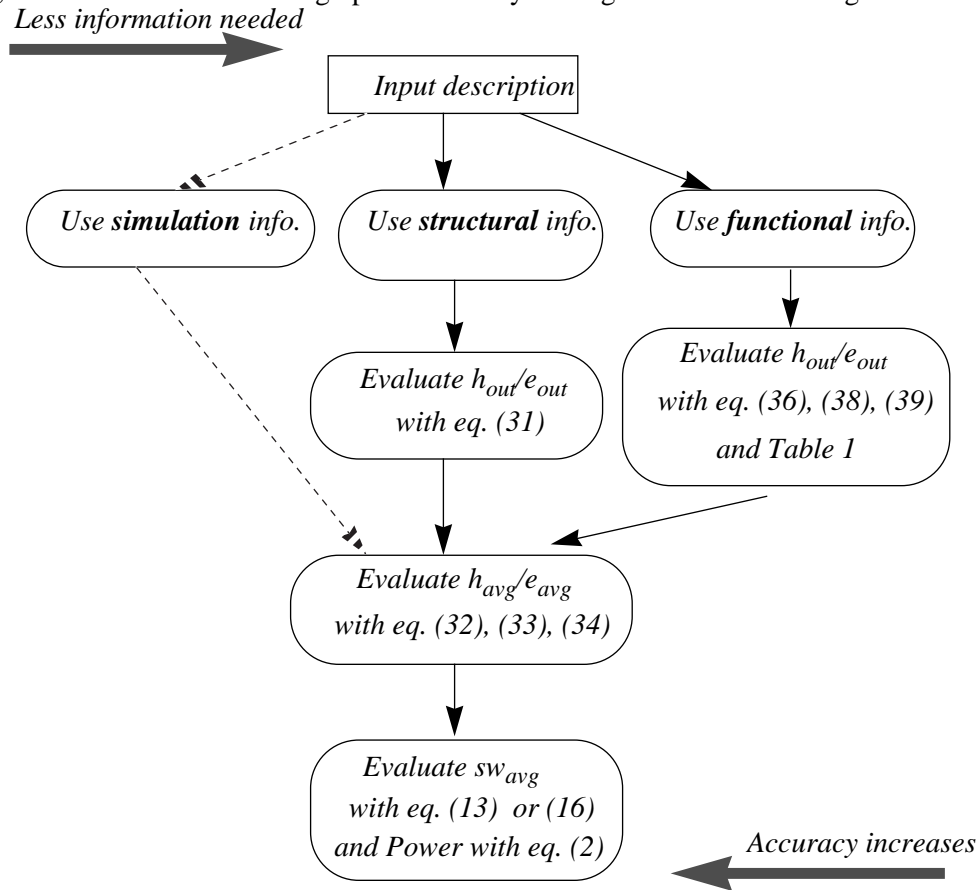 Less information needed
Input description
Use simulation info.
Use structural info.
Use functional info.
Evaluate h_out/e_out
with eq. (31)
Evaluate h_out/e_out
with eq. (36), (38), (39)
and Table 1
Evaluate h_avg/e_avg
with eq. (32), (33), (34)
Evaluate sw_avg
with eq. (13) or (16)
and Power with eq. (2)
Accuracy increases